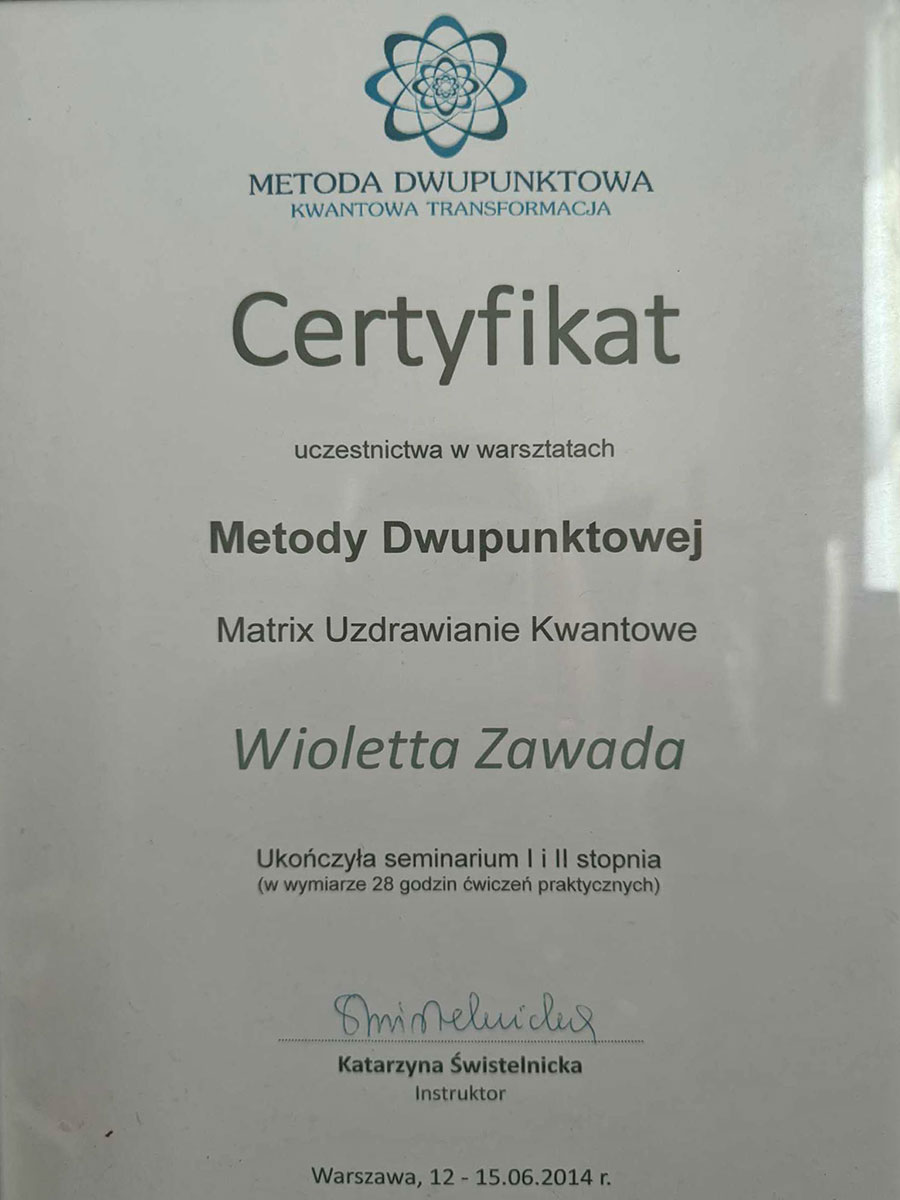 METODA DWUPUNKTOWA
KWANTOWA TRANSFORMACJA
Certyfikat
uczestnictwa w warsztatach
Metody Dwupunktowej
Matrix Uzdrawianie Kwantowe
Wioletta Zawada
Ukończyła seminarium I i II stopnia
(w wymiarze 28 godzin ćwiczeń praktycznych)
Katarzyna Świstelnicka
Instruktor
Warszawa, 12 - 15.06.2014 r.